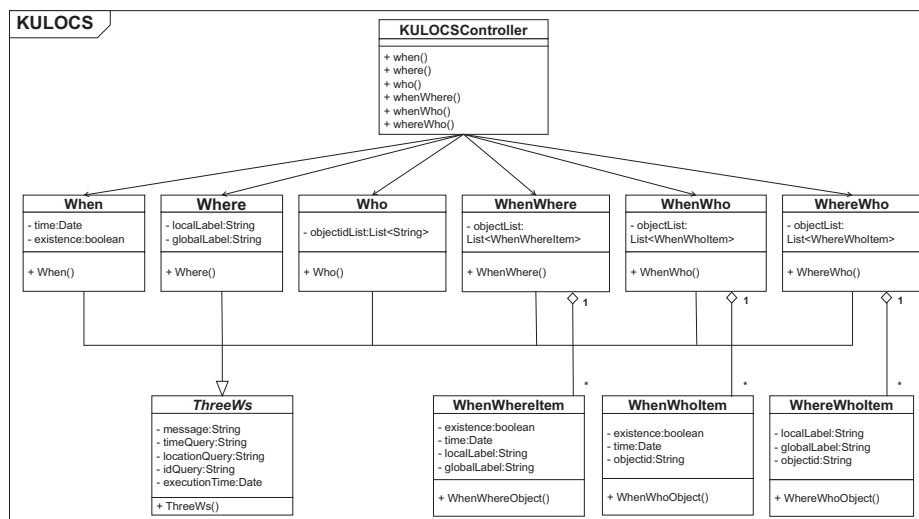 KULOCS
KULOCSController
+ when()
+ where()
+ who()
+ whenWhere()
+ whenWho()
+ whereWho()
When
- time:Date
- existence:boolean
+ When()
Where
- localLabel:String
- globalLabel:String
+ Where()
Who
- objectidList:List<String>
+ Who()
WhenWhere
- objectList:
List<WhenWhereItem>
+ WhenWhere()
WhenWho
- objectList:
List<WhenWhoItem>
+ WhenWho()
WhereWho
- objectList:
List<WhereWhoItem>
+ WhereWho()
1
1
1
*
*
*
ThreeWs
- message:String
- timeQuery:String
- locationQuery:String
- idQuery:String
- executionTime:Date
+ ThreeWs()
WhenWhereItem
- existence:boolean
- time:Date
- localLabel:String
- globalLabel:String
+ WhenWhereObject()
WhenWhoItem
- existence:boolean
- time:Date
- objectid:String
+ WhenWhoObject()
WhereWhoItem
- localLabel:String
- globalLabel:String
- objectid:String
+ WhereWhoObject()